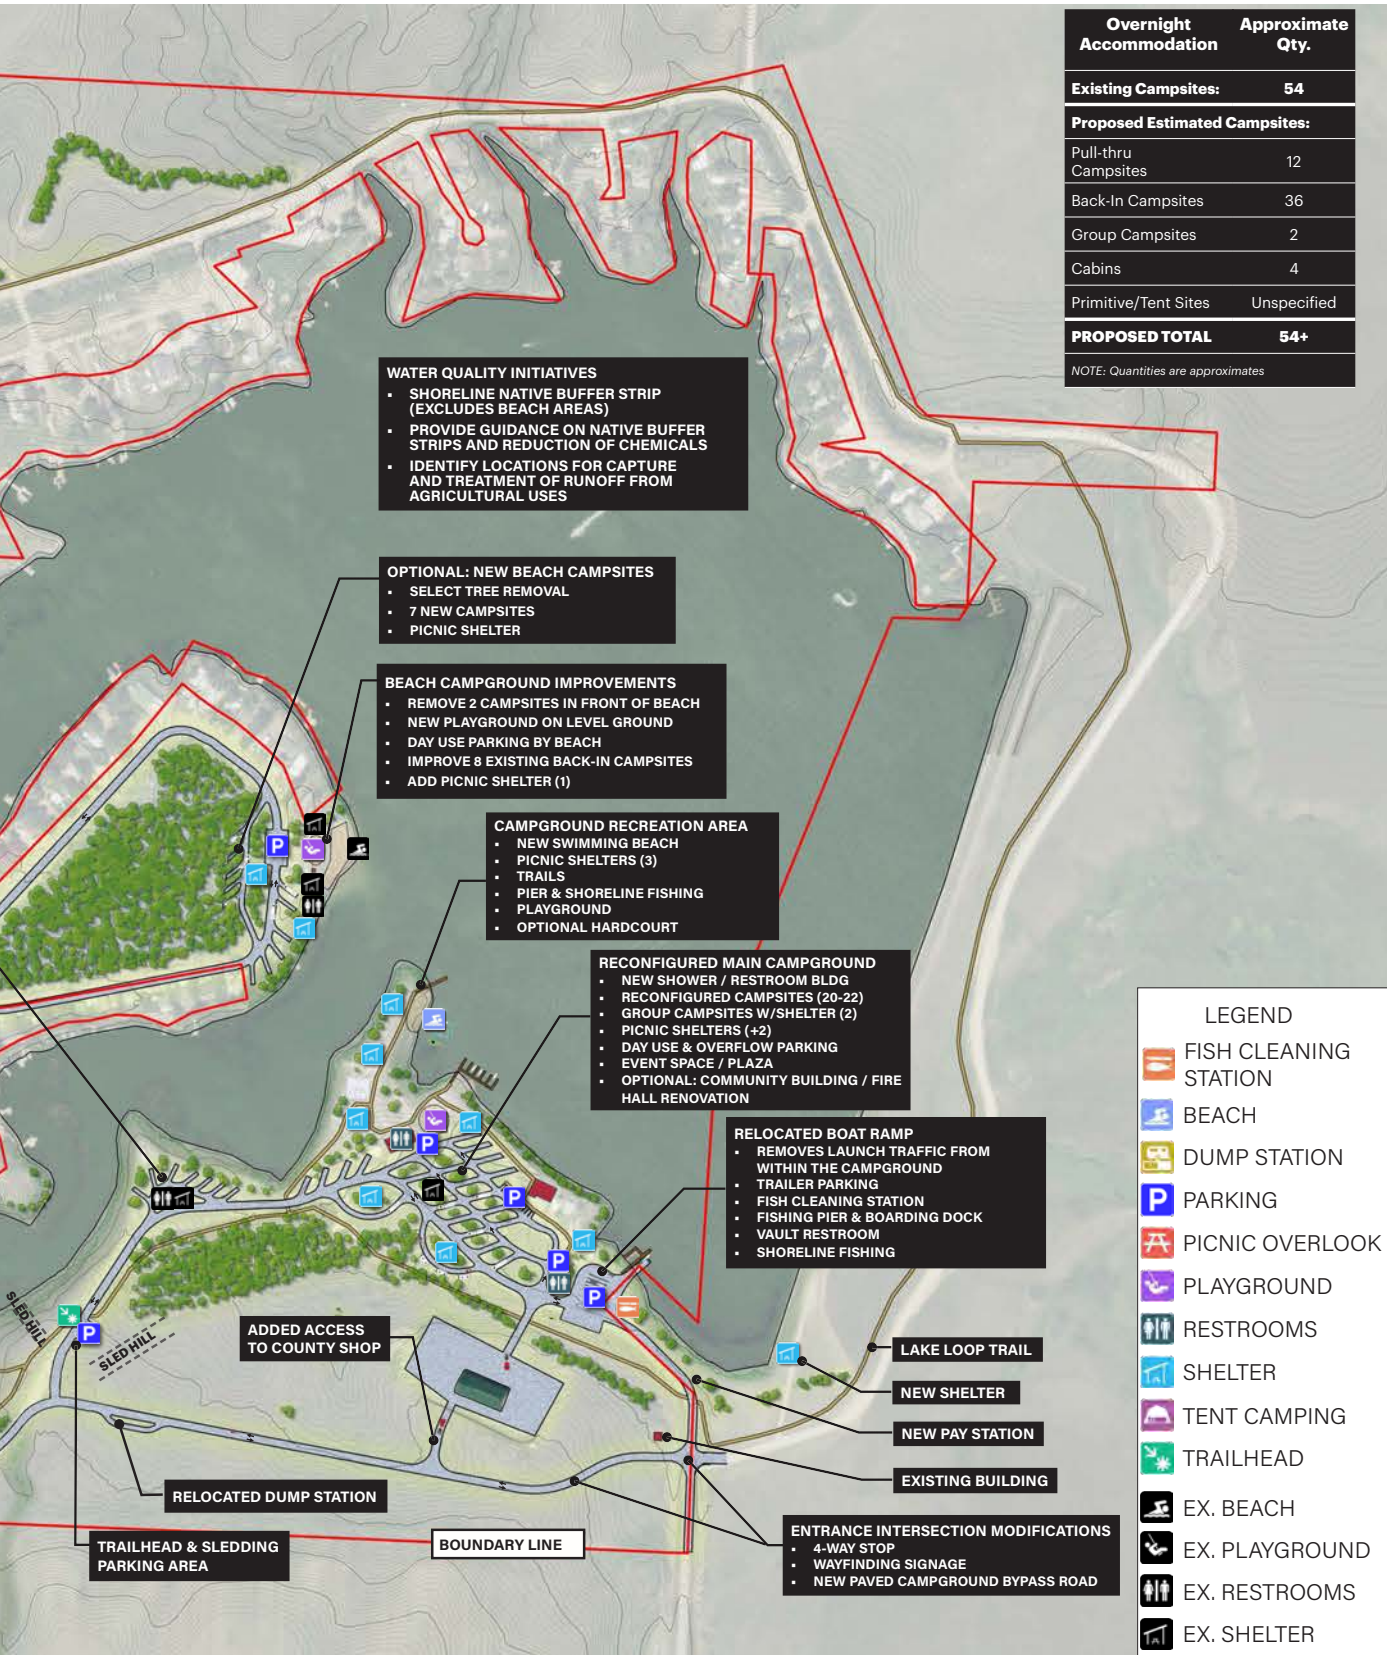 Overnight Accommodation Approximate Qty.
Existing Campsites: 54
Proposed Estimated Campsites:
Pull-thru Campsites 12
Back-In Campsites 36
Group Campsites 2
Cabins 4
Primitive/Tent Sites Unspecified
PROPOSED TOTAL 54+
NOTE: Quantities are approximates
WATER QUALITY INITIATIVES
▪ SHORELINE NATIVE BUFFER STRIP
(EXCLUDES BEACH AREAS)
▪ PROVIDE GUIDANCE ON NATIVE BUFFER
STRIPS AND REDUCTION OF CHEMICALS
▪ IDENTIFY LOCATIONS FOR CAPTURE
AND TREATMENT OF RUNOFF FROM
AGRICULTURAL USES
OPTIONAL: NEW BEACH CAMPSITES
▪ SELECT TREE REMOVAL
▪ 7 NEW CAMPSITES
▪ PICNIC SHELTER
BEACH CAMPGROUND IMPROVEMENTS
▪ REMOVE 2 CAMPSITES IN FRONT OF BEACH
▪ NEW PLAYGROUND ON LEVEL GROUND
▪ DAY USE PARKING BY BEACH
▪ IMPROVE 8 EXISTING BACK-IN CAMPSITES
▪ ADD PICNIC SHELTER (1)
CAMPGROUND RECREATION AREA
▪ NEW SWIMMING BEACH
▪ PICNIC SHELTERS (3)
▪ TRAILS
▪ PIER & SHORELINE FISHING
▪ PLAYGROUND
▪ OPTIONAL HARDCOURT
RECONFIGURED MAIN CAMPGROUND
▪ NEW SHOWER / RESTROOM BLDG
▪ RECONFIGURED CAMPSITES (20-22)
▪ GROUP CAMPSITES W/SHELTER (2)
▪ PICNIC SHELTERS (+2)
▪ DAY USE & OVERFLOW PARKING
▪ EVENT SPACE / PLAZA
▪ OPTIONAL: COMMUNITY BUILDING / FIRE
HALL RENOVATION
RELOCATED BOAT RAMP
▪ REMOVES LAUNCH TRAFFIC FROM
WITHIN THE CAMPGROUND
▪ TRAILER PARKING
▪ FISH CLEANING STATION
▪ FISHING PIER & BOARDING DOCK
▪ VAULT RESTROOM
▪ SHORELINE FISHING
P
P
P
P
P
P
SLED HILL
SLED HILL
ADDED ACCESS
TO COUNTY SHOP
LAKE LOOP TRAIL
NEW SHELTER
NEW PAY STATION
EXISTING BUILDING
RELOCATED DUMP STATION
TRAILHEAD & SLEDDING
PARKING AREA
BOUNDARY LINE
ENTRANCE INTERSECTION MODIFICATIONS
▪ 4-WAY STOP
▪ WAYFINDING SIGNAGE
▪ NEW PAVED CAMPGROUND BYPASS ROAD
LEGEND
FISH CLEANING
STATION
BEACH
DUMP STATION
P PARKING
PICNIC OVERLOOK
PLAYGROUND
RESTROOMS
SHELTER
TENT CAMPING
TRAILHEAD
EX. BEACH
EX. PLAYGROUND
EX. RESTROOMS
EX. SHELTER